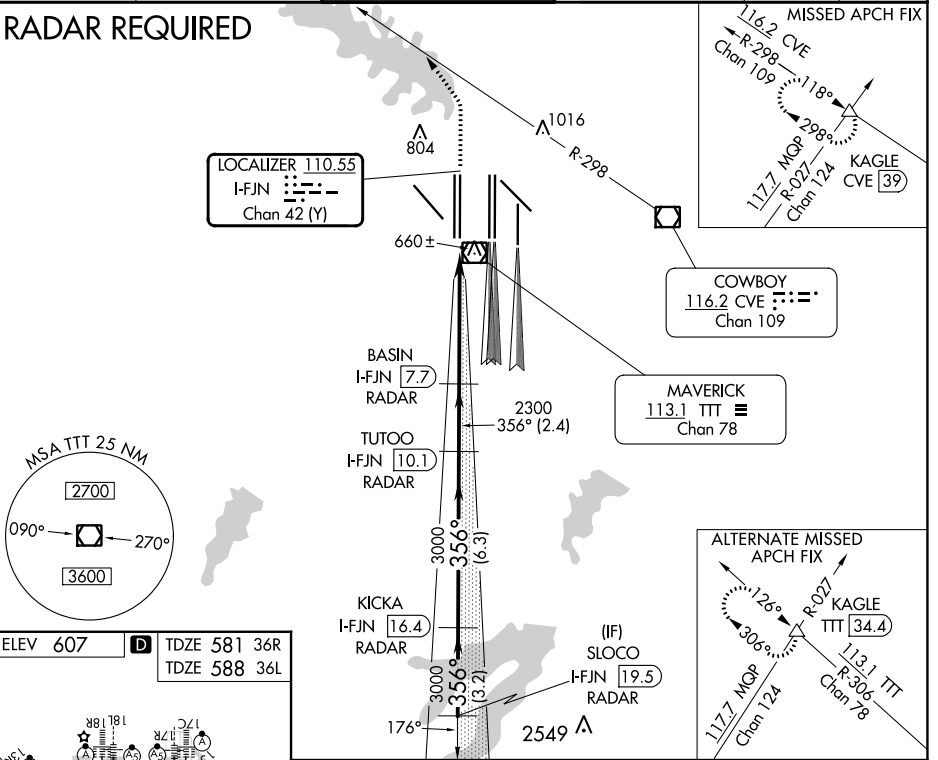 RADAR REQUIRED
MISSED APCH FIX
116.2 CVE
R-298
Chan 109
118°
298°
117.7 MQP
R-027
Chan 124
KAGLE
CVE 39
804
1016
R-298
LOCALIZER 110.55
I-FJN
Chan 42 (Y)
660±
COWBOY
116.2 CVE
Chan 109
BASIN
I-FJN 7.7
RADAR
MAVERICK
113.1 TTT
Chan 78
2300
356° (2.4)
TUTOO
I-FJN 10.1
RADAR
MSA TTT 25 NM
2700
090°
270°
3600
3000
356°
(6.3)
ALTERNATE MISSED
APCH FIX
126°
306°
R-027
KAGLE
TTT 34.4
117.7 MQP
Chan 124
113.1 TTT
R-306
Chan 78
KICKA
I-FJN 16.4
RADAR
(IF)
SLOCO
I-FJN 19.5
RADAR
3000
356°
(3.2)
176°
2549
ELEV 607
D
TDZE 581 36R
TDZE 588 36L
18R
18L
17R
17C
A
A5
A5
A